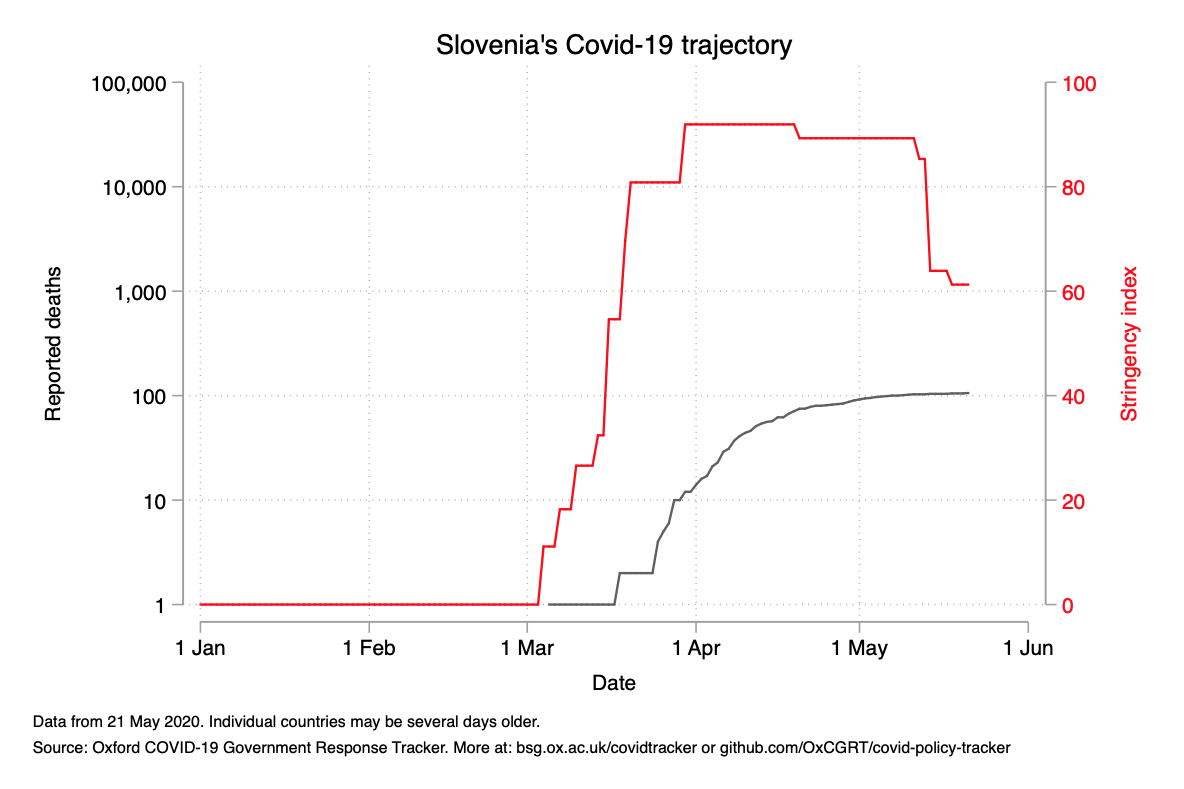 Slovenia's Covid-19 trajectory
100,000
10,000
1,000
100
10
1
Reported deaths
100
80
60
40
20
0
Stringency index
1 Jan
1 Feb
1 Mar
1 Apr
1 May
1 Jun
Date
Data from 21 May 2020. Individual countries may be several days older.
Source: Oxford COVID-19 Government Response Tracker. More at: bsg.ox.ac.uk/covidtracker or github.com/OxCGRT/covid-policy-tracker